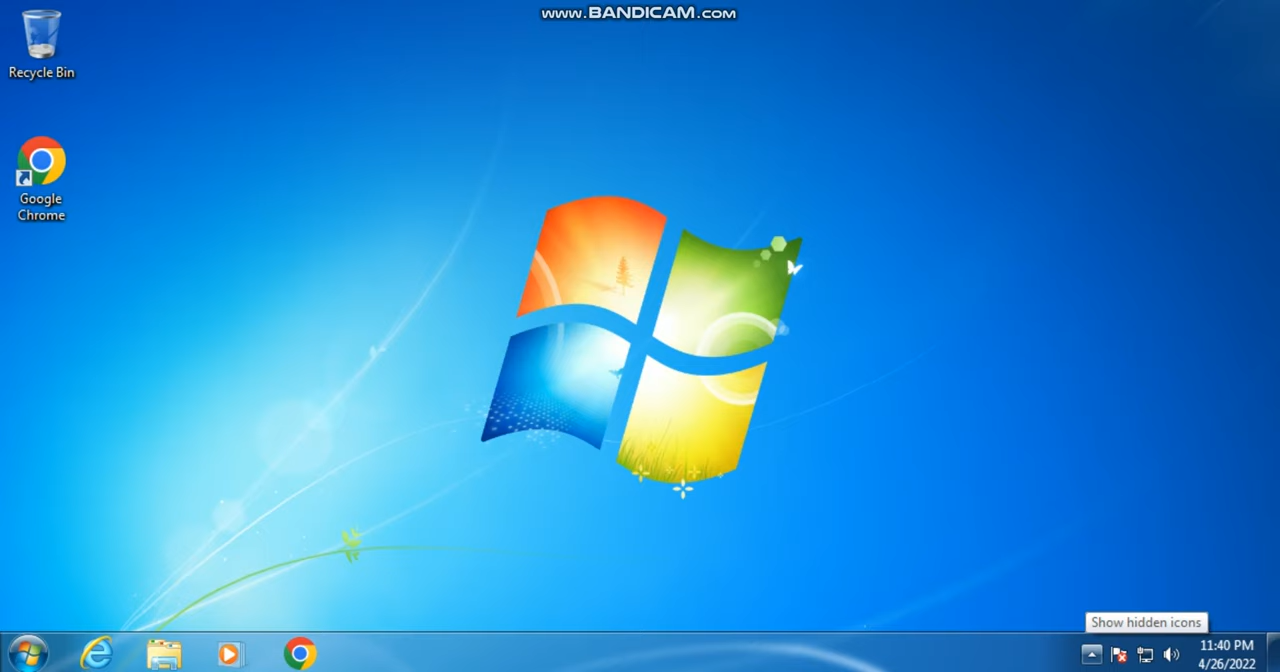 www.BANDICAM.com
Recycle Bin
Google
Chrome
Show hidden icons
11:40 PM
4/26/2022